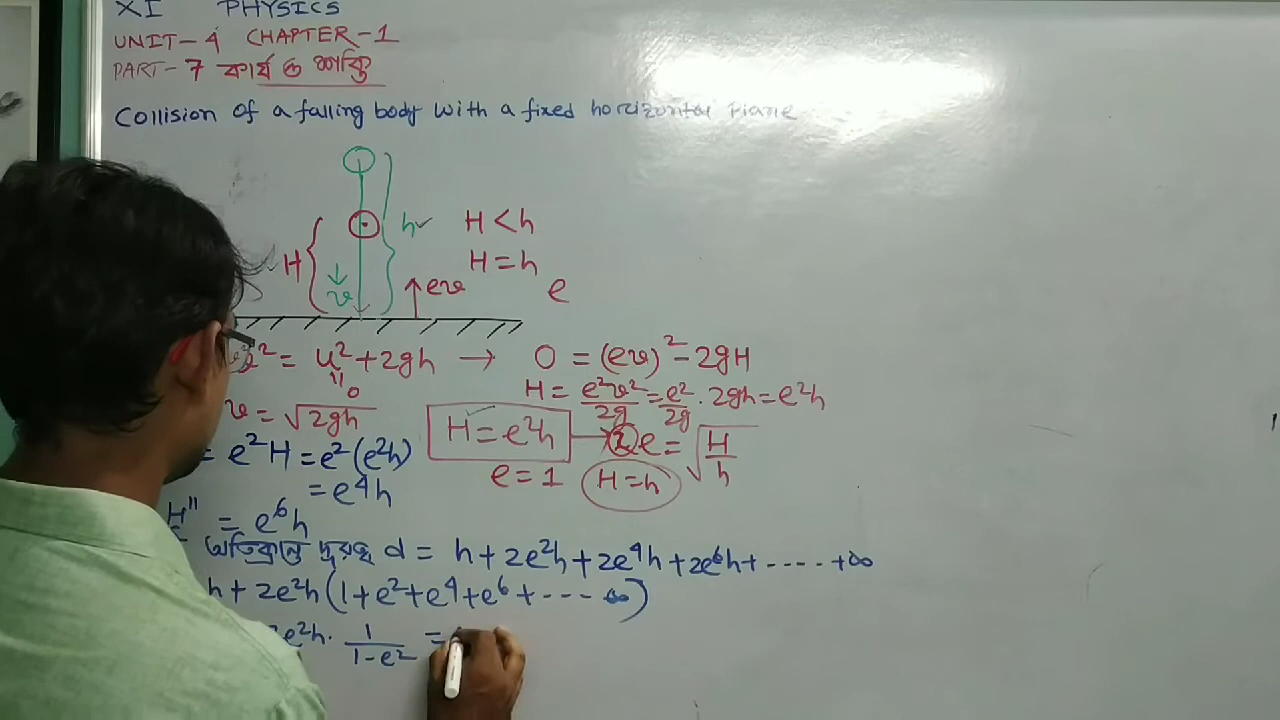 XI PHYSICS
UNIT-4 CHAPTER-1
PART-7 কার্য ও শক্তি
Collision of a falling body with a fixed horizontal Plane
h✓ H < h
H
H = h
v ev e
v² = u² + 2gh → 0 = (ev)² - 2gH
॥
0
H = e²v²/2g = e²/2g . 2gh = e²h
v = √2gh
H = e²h → e = √H/h
= e²H = e²(e²h)
e = 1 H = h
= e⁴h
H'' = e⁶h
অতিক্রান্ত দূরত্ব d = h + 2e²h + 2e⁴h + 2e⁶h + ---- + ∞
h + 2e²h (1 + e² + e⁴ + e⁶ + --- ∞)
2e²h . 1/1-e² =